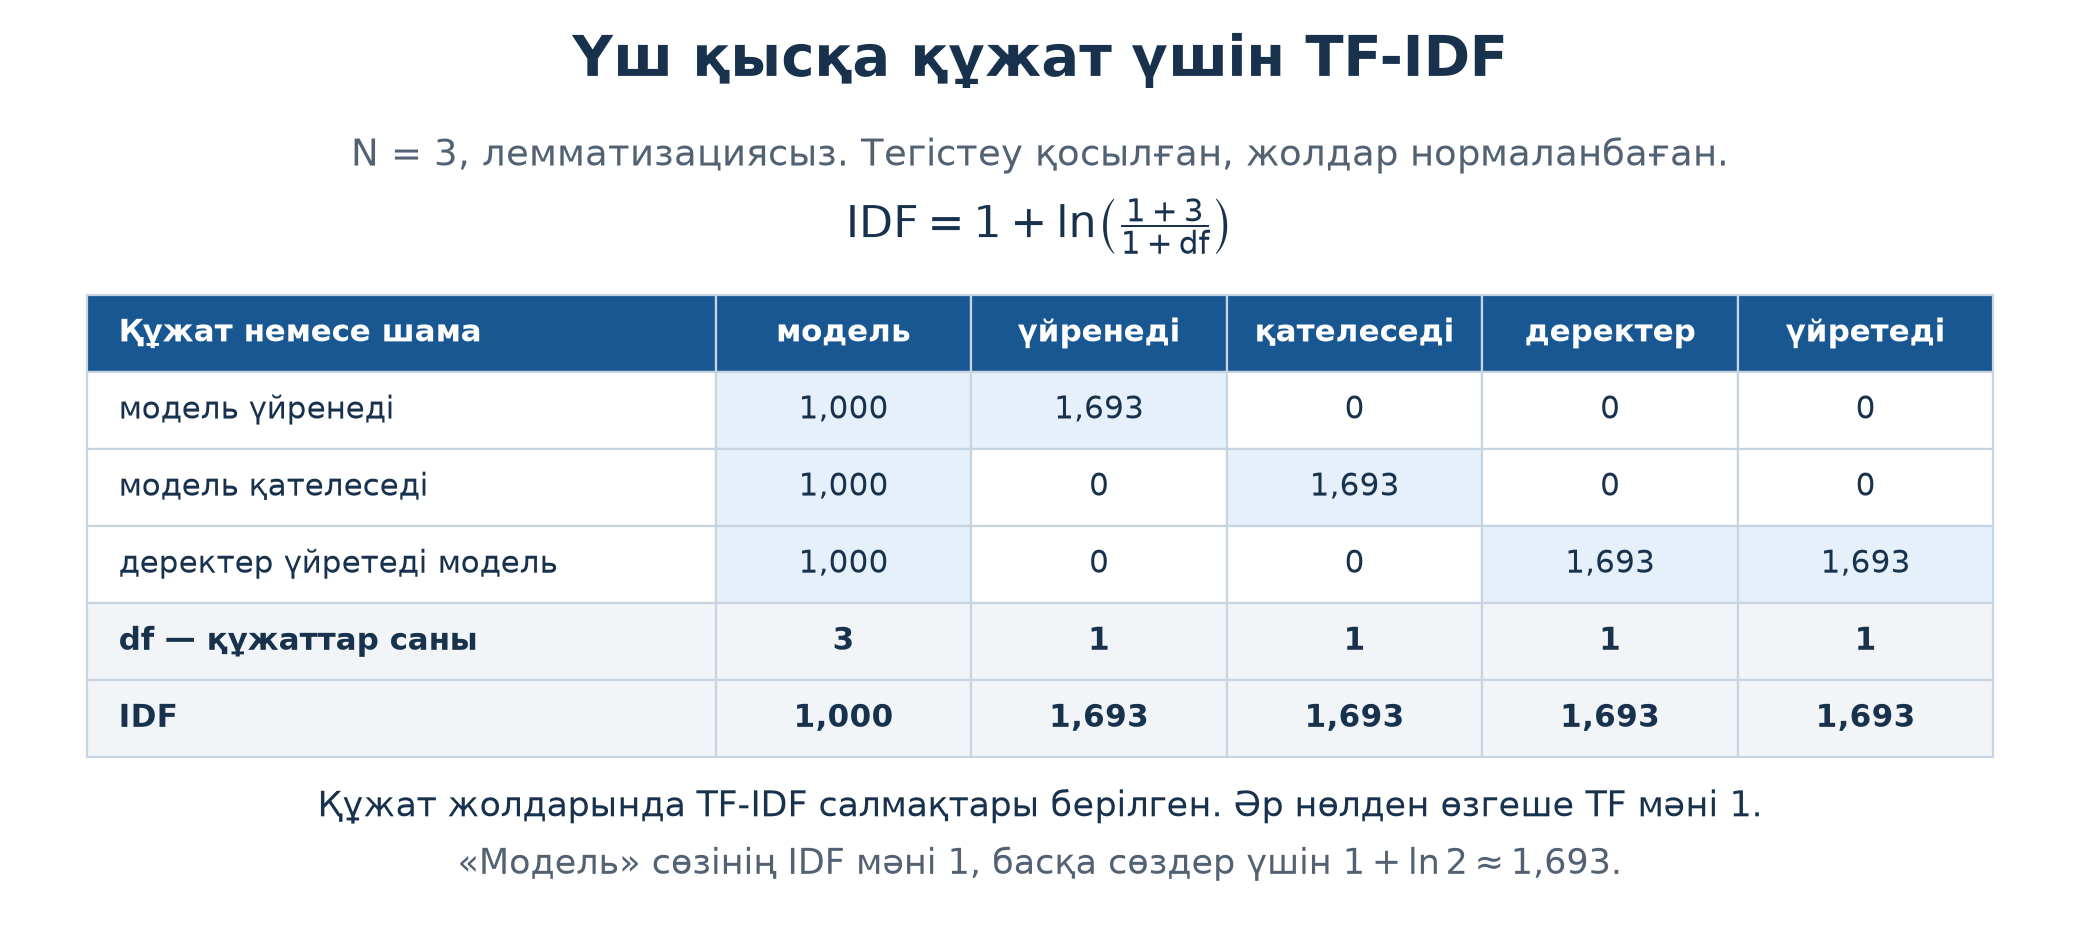 Үш қысқа құжат үшін TF-IDF
N = 3, лемматизациясыз. Тегістеу қосылған, жолдар нормаланбаған.
IDF = 1 + ln((1 + 3)/(1 + df))
Құжат немесе шама модель үйренеді қателеседі деректер үйретеді
модель үйренеді 1,000 1,693 0 0 0
модель қателеседі 1,000 0 1,693 0 0
деректер үйретеді модель 1,000 0 0 1,693 1,693
df — құжаттар саны 3 1 1 1 1
IDF 1,000 1,693 1,693 1,693 1,693
Құжат жолдарында TF-IDF салмақтары берілген. Әр нөлден өзгеше TF мәні 1.
«Модель» сөзінің IDF мәні 1, басқа сөздер үшін 1 + ln 2 ≈ 1,693.